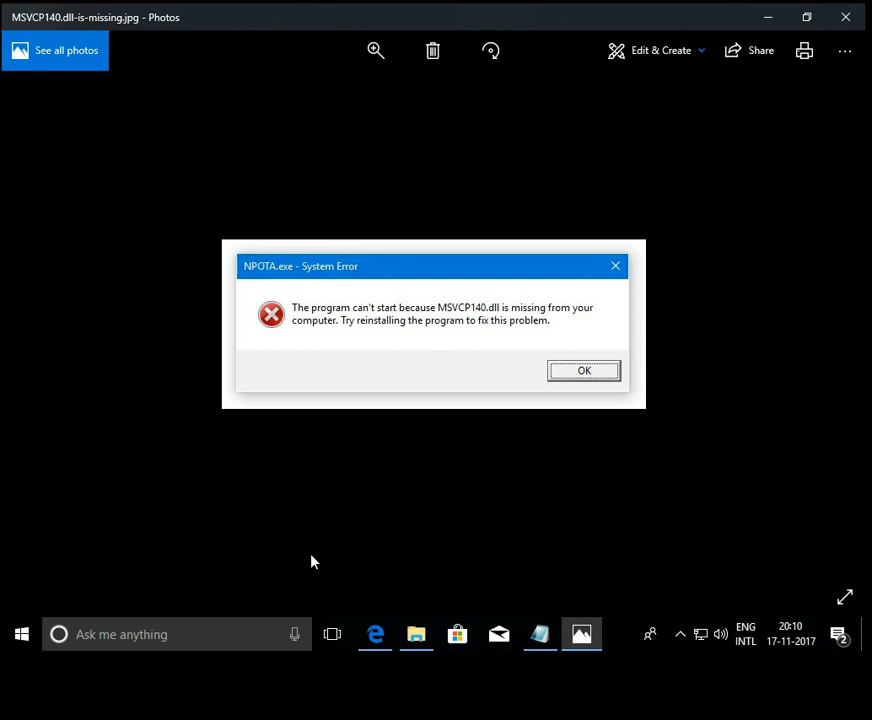 MSVCP140.dll-is-missing.jpg - Photos
See all photos
Edit & Create
Share
NPOTA.exe - System Error
The program can't start because MSVCP140.dll is missing from your
computer. Try reinstalling the program to fix this problem.
OK
Ask me anything
ENG
INTL
20:10
17-11-2017
2